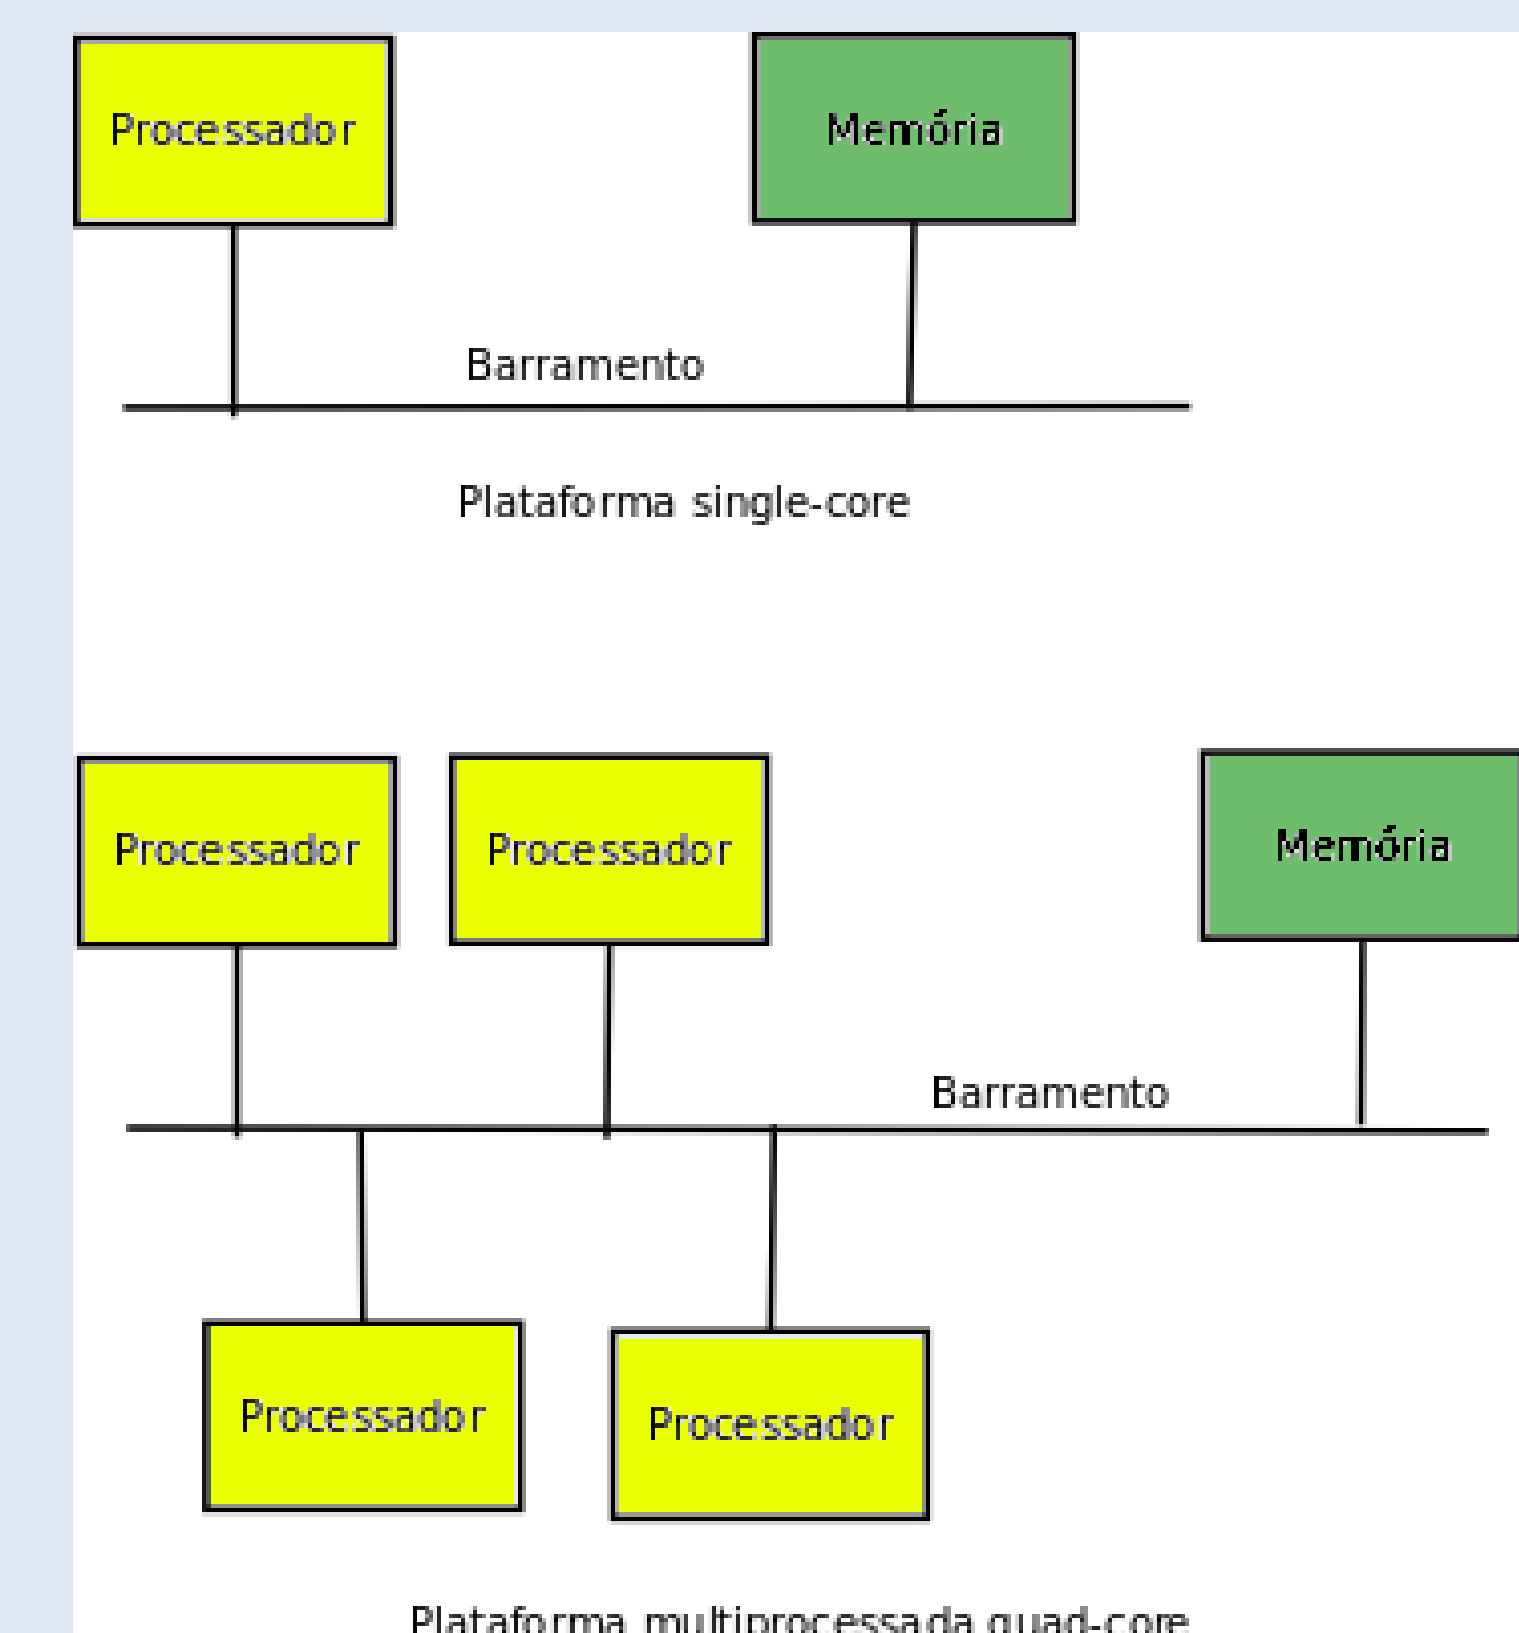 Processador
Memória
Barramento
Plataforma single-core
Processador
Processador
Memória
Barramento
Processador
Processador
Plataforma multiprocessada quad-core